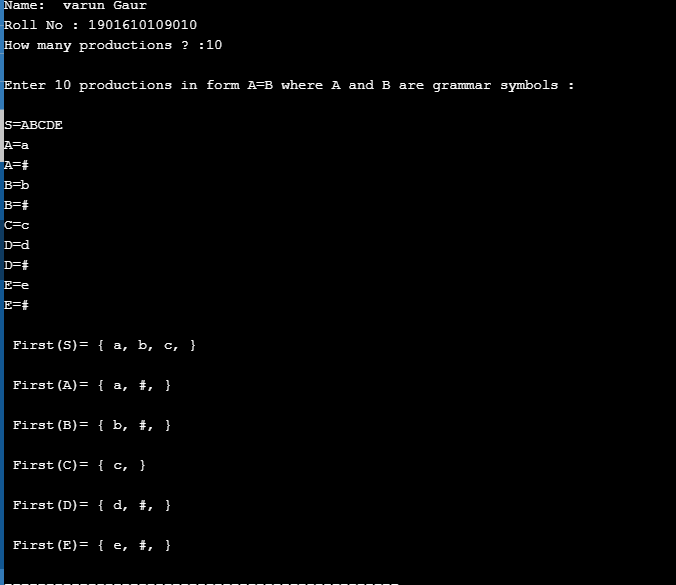 Name:  varun Gaur
Roll No : 1901610109010
How many productions ? :10
Enter 10 productions in form A=B where A and B are grammar symbols :
S=ABCDE
A=a
A=#
B=b
B=#
C=c
D=d
D=#
E=e
E=#
First(S)= { a, b, c, }
First(A)= { a, #, }
First(B)= { b, #, }
First(C)= { c, }
First(D)= { d, #, }
First(E)= { e, #, }